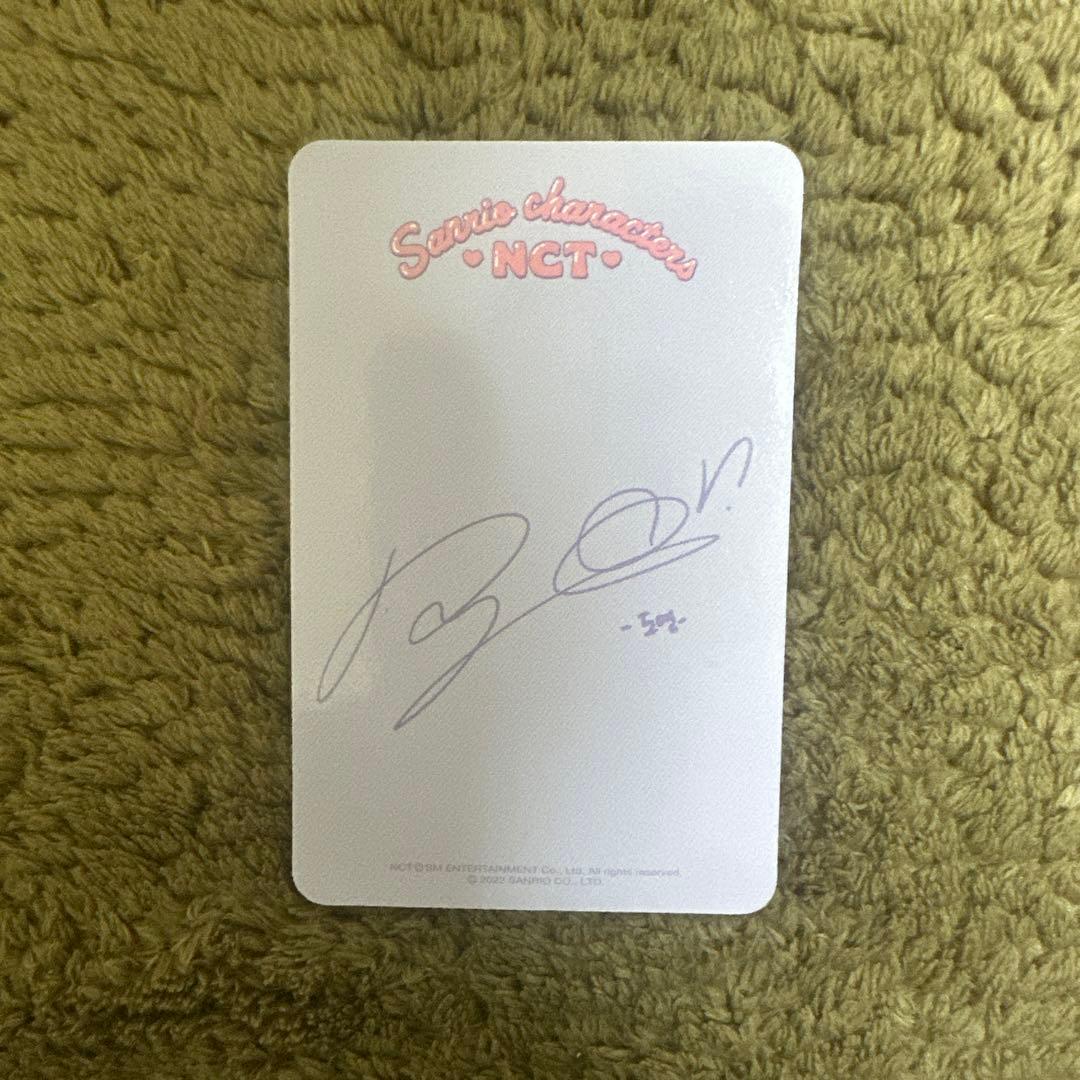 Sanrio characters
NCT
-도영-
NCT©SM ENTERTAINMENT Co., Ltd. All rights reserved.
© 2022 SANRIO CO., LTD.